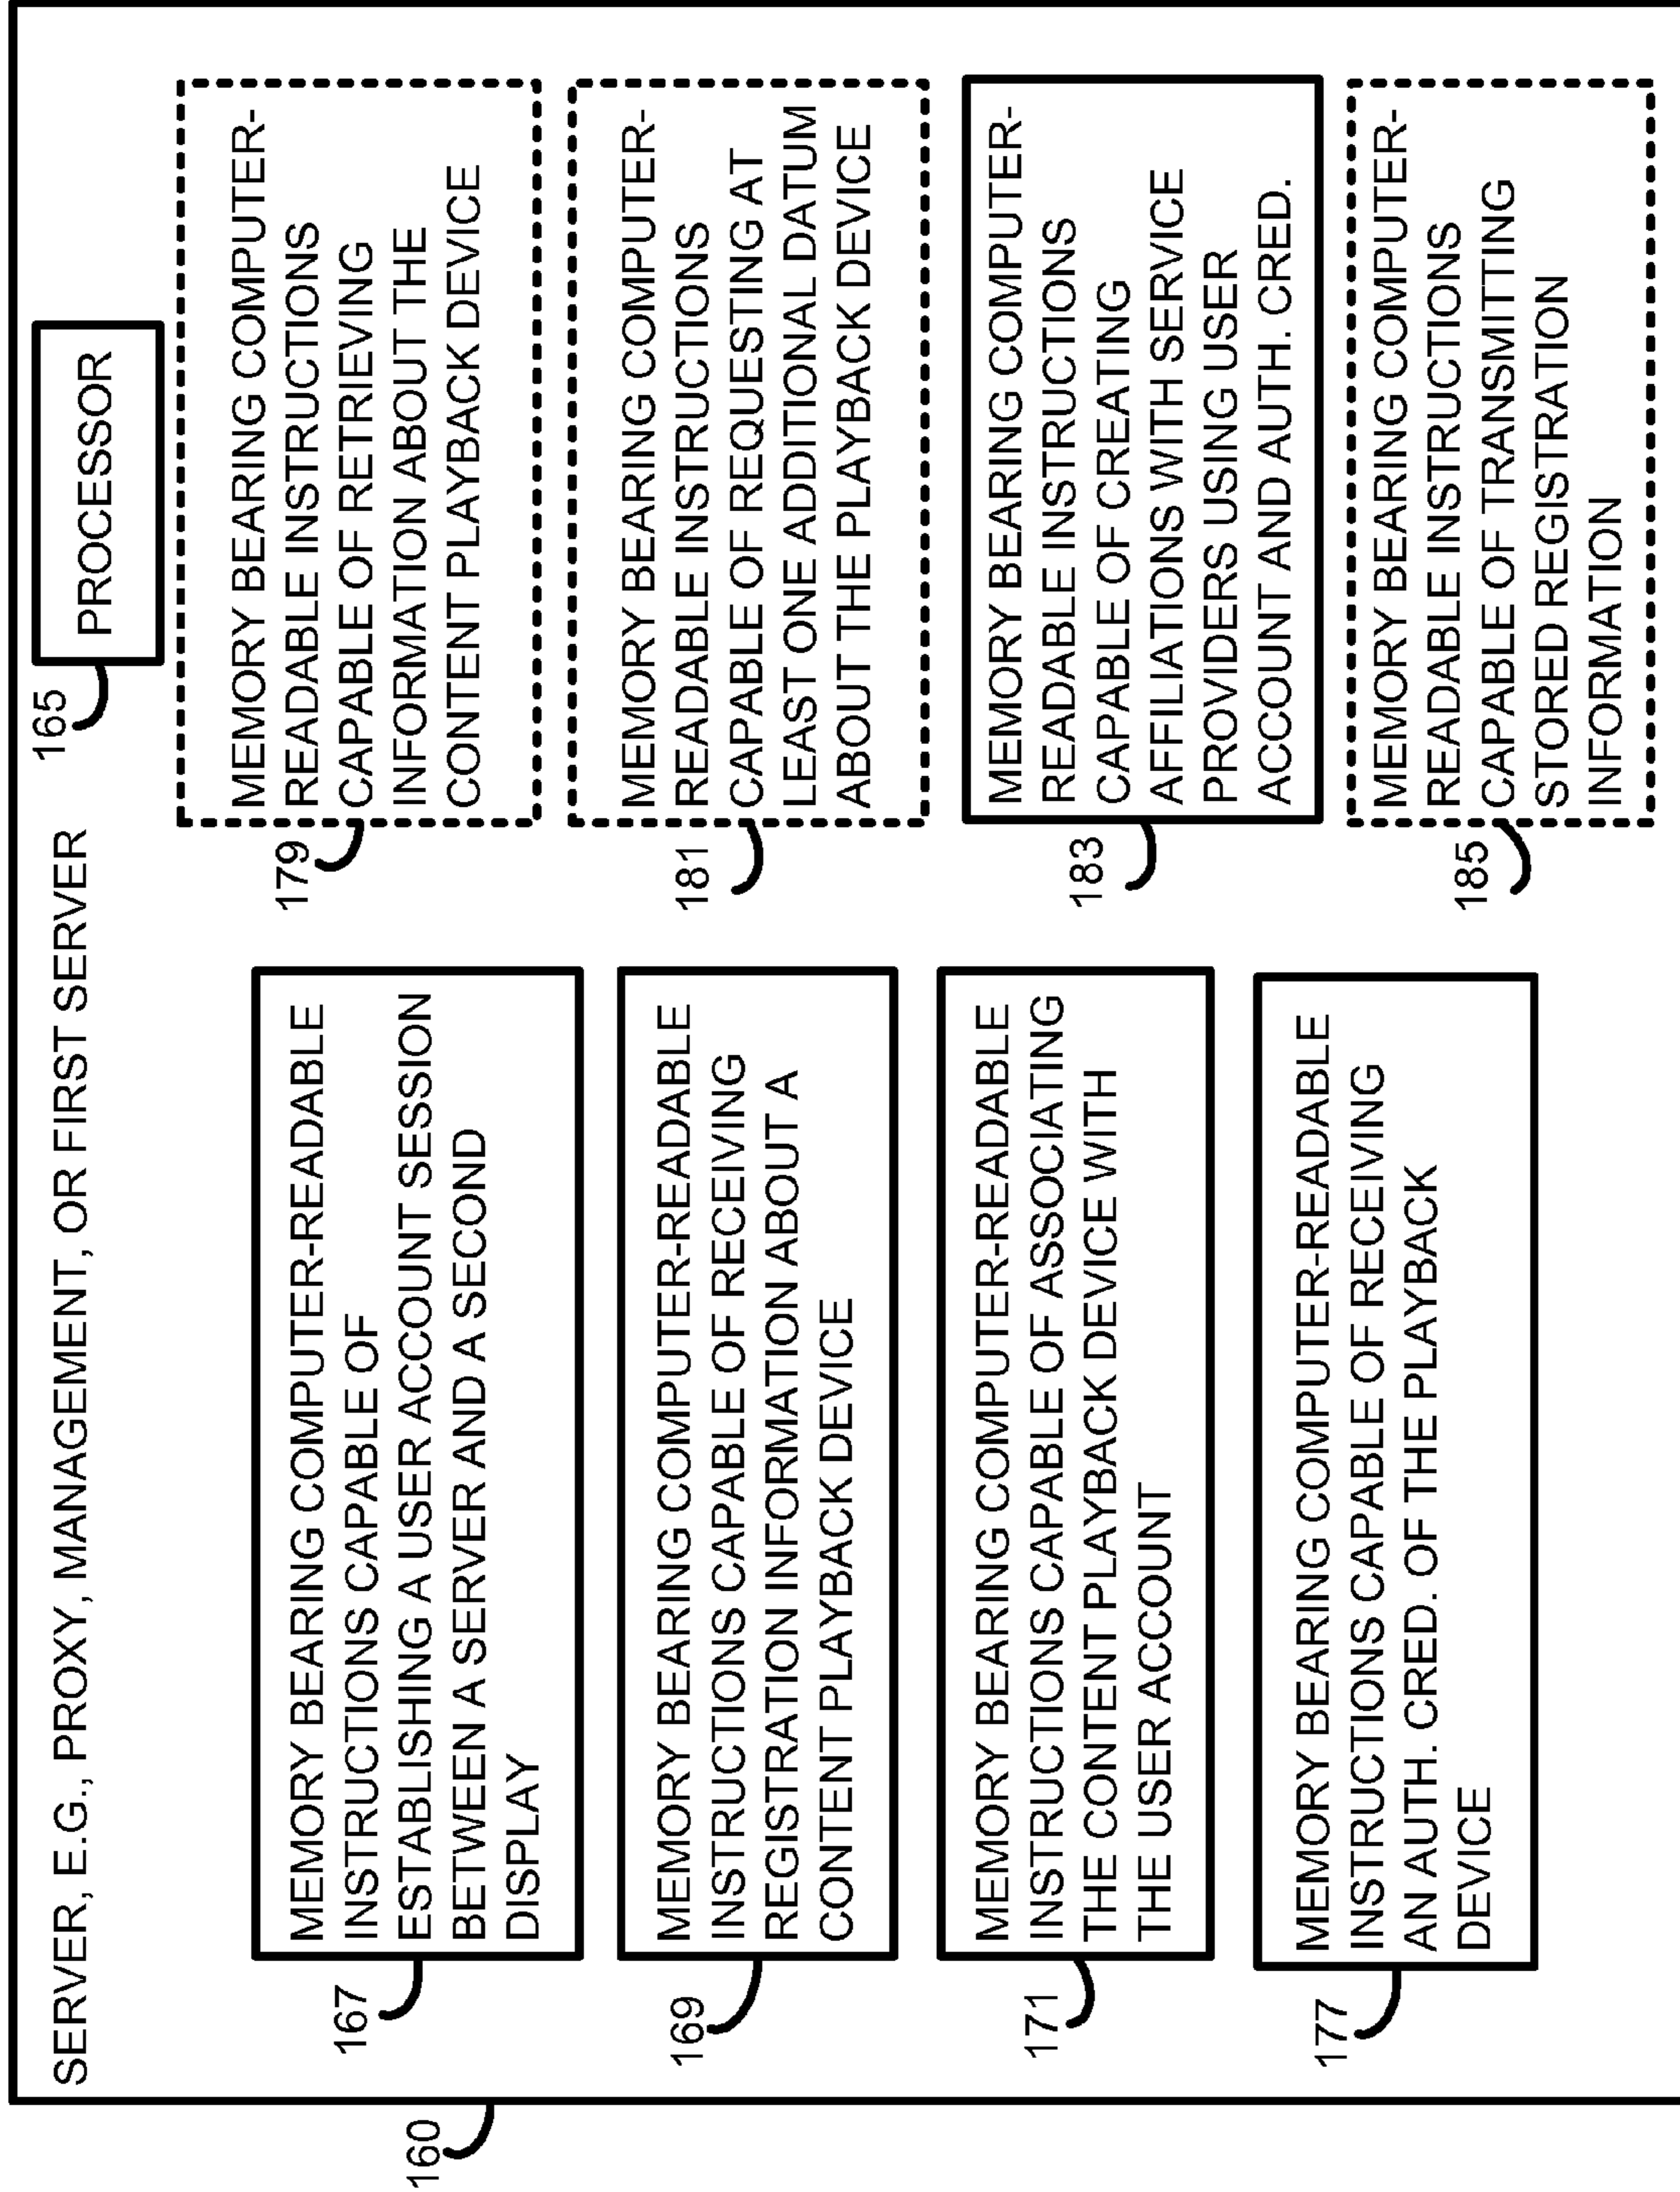 SERVER, E.G., PROXY, MANAGEMENT, OR FIRST SERVER
165
PROCESSOR
160
167
MEMORY BEARING COMPUTER-READABLE
INSTRUCTIONS CAPABLE OF
ESTABLISHING A USER ACCOUNT SESSION
BETWEEN A SERVER AND A SECOND
DISPLAY
169
MEMORY BEARING COMPUTER-READABLE
INSTRUCTIONS CAPABLE OF RECEIVING
REGISTRATION INFORMATION ABOUT A
CONTENT PLAYBACK DEVICE
171
MEMORY BEARING COMPUTER-READABLE
INSTRUCTIONS CAPABLE OF ASSOCIATING
THE CONTENT PLAYBACK DEVICE WITH
THE USER ACCOUNT
177
MEMORY BEARING COMPUTER-READABLE
INSTRUCTIONS CAPABLE OF RECEIVING
AN AUTH. CRED. OF THE PLAYBACK
DEVICE
179
MEMORY BEARING COMPUTER-
READABLE INSTRUCTIONS
CAPABLE OF RETRIEVING
INFORMATION ABOUT THE
CONTENT PLAYBACK DEVICE
181
MEMORY BEARING COMPUTER-
READABLE INSTRUCTIONS
CAPABLE OF REQUESTING AT
LEAST ONE ADDITIONAL DATUM
ABOUT THE PLAYBACK DEVICE
183
MEMORY BEARING COMPUTER-
READABLE INSTRUCTIONS
CAPABLE OF CREATING
AFFILIATIONS WITH SERVICE
PROVIDERS USING USER
ACCOUNT AND AUTH. CRED.
185
MEMORY BEARING COMPUTER-
READABLE INSTRUCTIONS
CAPABLE OF TRANSMITTING
STORED REGISTRATION
INFORMATION